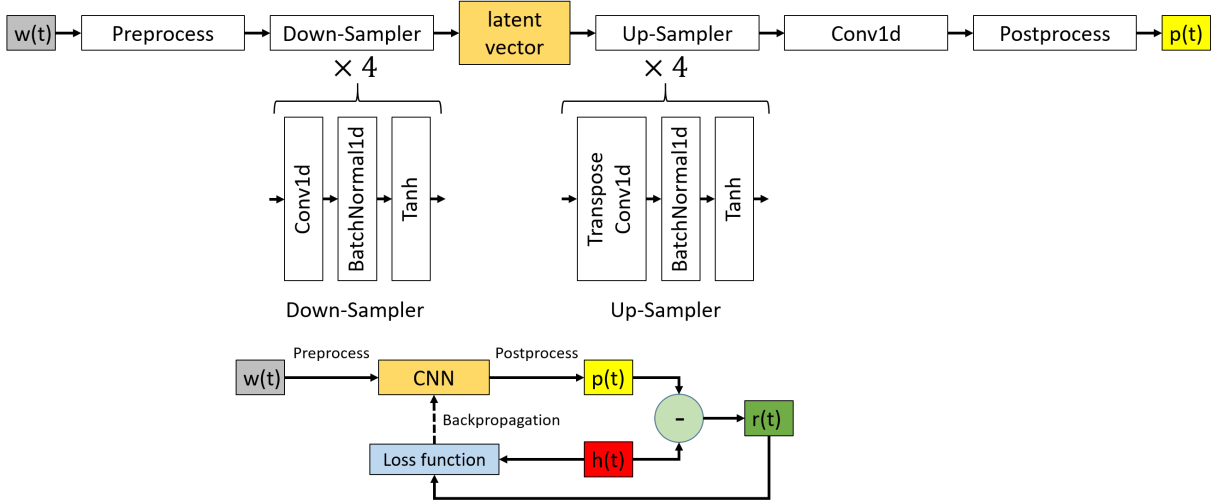 w(t)
Preprocess
Down-Sampler
latent
vector
Up-Sampler
Conv1d
Postprocess
p(t)
× 4
× 4
Conv1d
BatchNormal1d
Tanh
Transpose
Conv1d
BatchNormal1d
Tanh
Down-Sampler
Up-Sampler
Preprocess
Postprocess
w(t)
CNN
p(t)
-
r(t)
Backpropagation
Loss function
h(t)